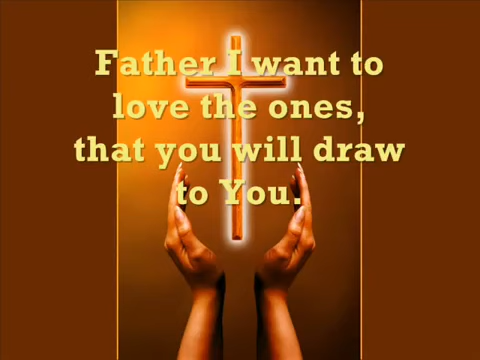 Father I want to
love the ones,
that you will draw
to You.